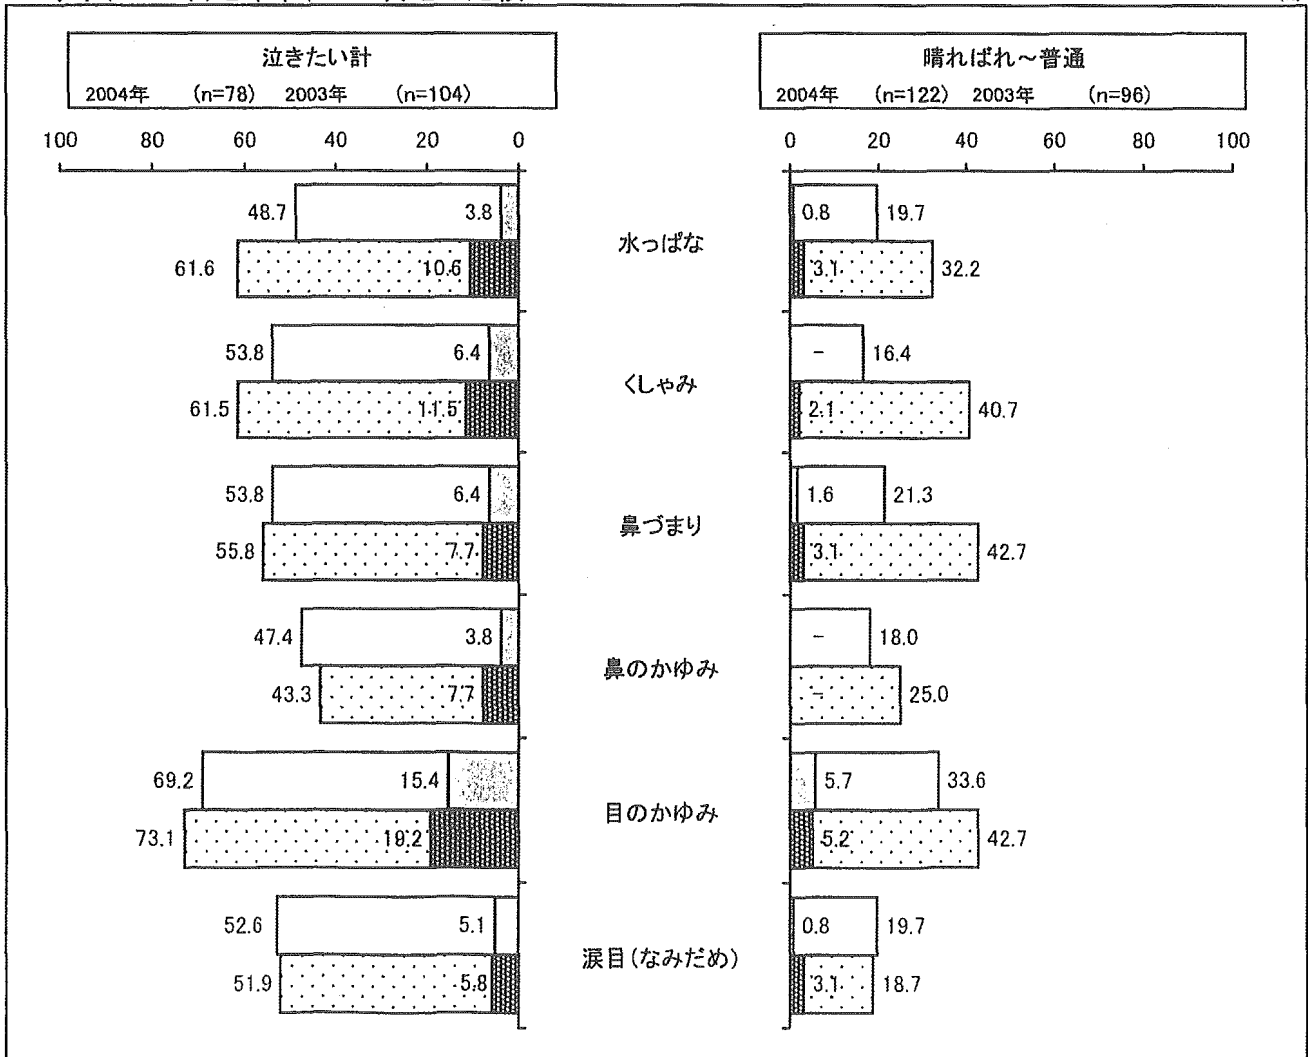 泣きたい計
2004年 (n=78) 2003年 (n=104)
晴ればれ～普通
2004年 (n=122) 2003年 (n=96)
100 80 60 40 20 0
0 20 40 60 80 100
48.7 3.8 0.8 19.7
水っぱな
61.6 10.6 3.1 32.2
53.8 6.4 - 16.4
くしゃみ
61.5 11.5 2.1 40.7
53.8 6.4 1.6 21.3
鼻づまり
55.8 7.7 3.1 42.7
47.4 3.8 - 18.0
鼻のかゆみ
43.3 7.7 - 25.0
69.2 15.4 5.7 33.6
目のかゆみ
73.1 19.2 5.2 42.7
52.6 5.1 0.8 19.7
涙目(なみだめ)
51.9 5.8 3.1 18.7